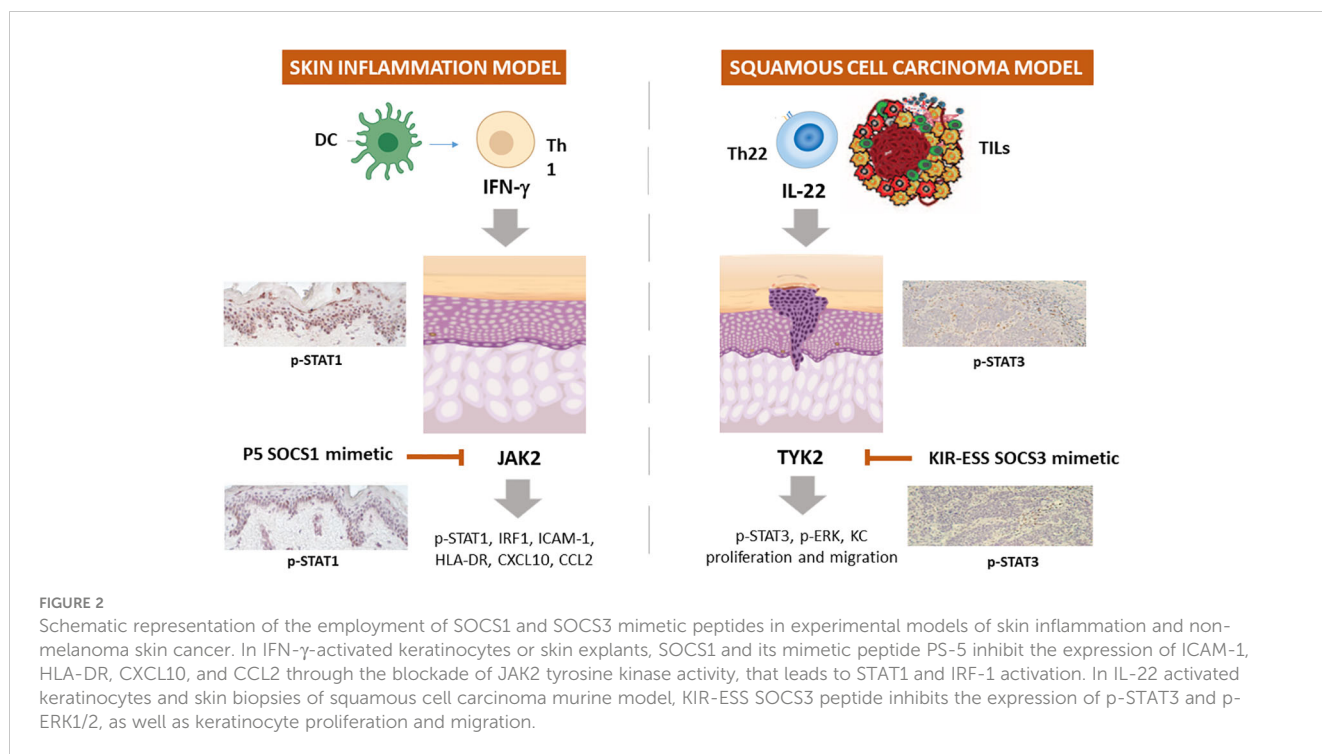 SKIN INFLAMMATION MODEL
DC
Th
1
IFN-γ
p-STAT1
P5 SOCS1 mimetic
JAK2
p-STAT1
p-STAT1, IRF1, ICAM-1,
HLA-DR, CXCL10, CCL2
SQUAMOUS CELL CARCINOMA MODEL
Th22
TILs
IL-22
p-STAT3
TYK2
KIR-ESS SOCS3 mimetic
p-STAT3, p-ERK, KC
proliferation and migration
p-STAT3
FIGURE 2
Schematic representation of the employment of SOCS1 and SOCS3 mimetic peptides in experimental models of skin inflammation and non-
melanoma skin cancer. In IFN-γ-activated keratinocytes or skin explants, SOCS1 and its mimetic peptide PS-5 inhibit the expression of ICAM-1,
HLA-DR, CXCL10, and CCL2 through the blockade of JAK2 tyrosine kinase activity, that leads to STAT1 and IRF-1 activation. In IL-22 activated
keratinocytes and skin biopsies of squamous cell carcinoma murine model, KIR-ESS SOCS3 peptide inhibits the expression of p-STAT3 and p-
ERK1/2, as well as keratinocyte proliferation and migration.